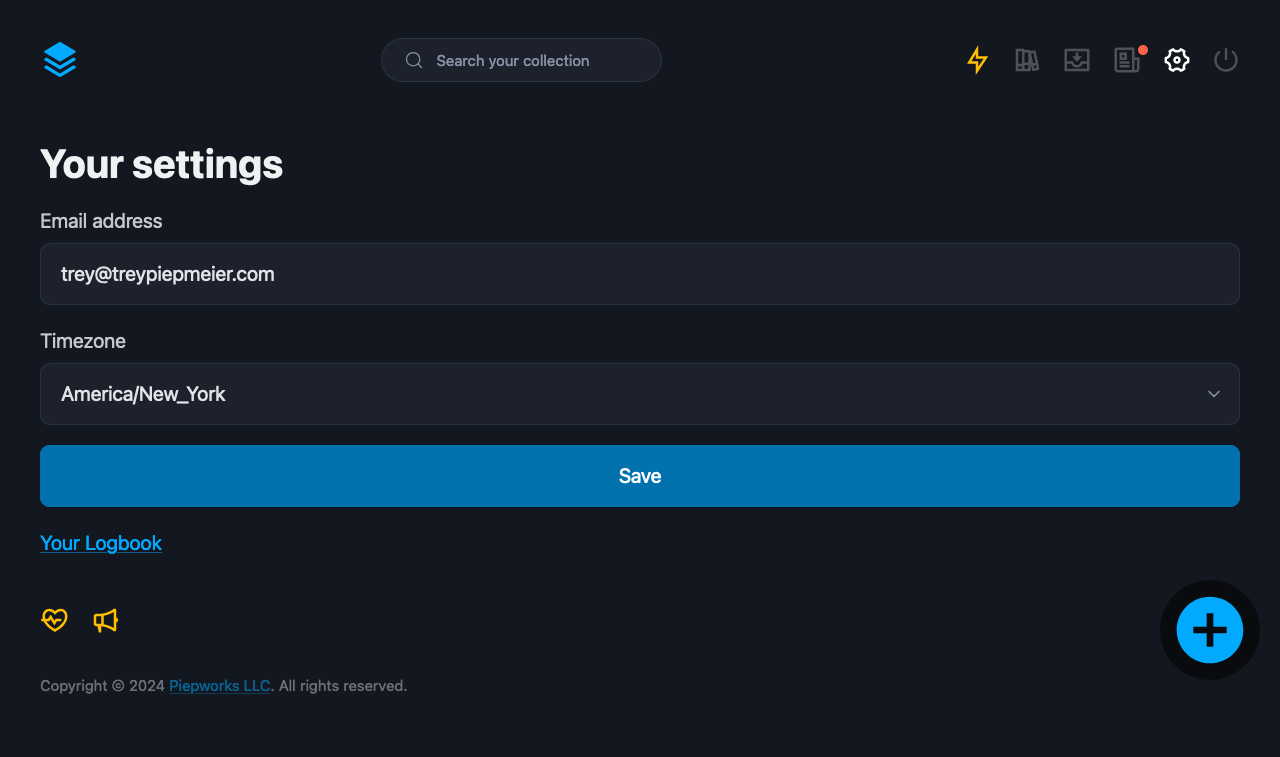 Search your collection
Your settings
Email address
trey@treypiepmeier.com
Timezone
America/New_York
Save
Your Logbook
Copyright © 2024 Piepworks LLC. All rights reserved.